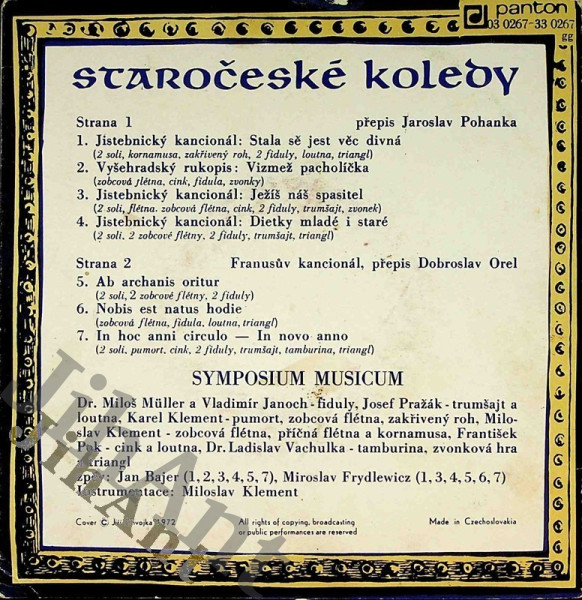 panton
03 0267-33 0267
gg
STAROČESKÉ KOLEDY
Strana 1 přepis Jaroslav Pohanka
1. Jistebnický kancionál: Stala sě jest věc divná
(2 soli, kornamusa, zakřivený roh, 2 fiduly, loutna, triangl)
2. Vyšehradský rukopis: Vizmež pacholíčka
(zobcová flétna, cink, fidula, zvonky)
3. Jistebnický kancionál: Ježíš náš spasitel
(2 soli, flétna, zobcová flétna, cink, 2 fiduly, trumšajt, zvonek)
4. Jistebnický kancionál: Dietky mladé i staré
(2 soli, 2 zobcové flétny, 2 fiduly, trumšajt, triangl)
Strana 2 Franusův kancionál, přepis Dobroslav Orel
5. Ab archanis oritur
(2 soli, 2 zobcové flétny, 2 fiduly)
6. Nobis est natus hodie
(zobcová flétna, fidula, loutna, triangl)
7. In hoc anni circulo — In novo anno
(2 soli, pumort, cink, 2 fiduly, trumšajt, tamburina, triangl)
SYMPOSIUM MUSICUM
Dr. Miloš Müller a Vladimír Janoch - fiduly, Josef Pražák - trumšajt a
loutna, Karel Klement - pumort, zobcová flétna, zakřivený roh, Milo-
slav Klement - zobcová flétna, příčná flétna a kornamusa, František
Pok - cink a loutna, Dr. Ladislav Vachulka - tamburina, zvonková hra
a triangl
zpěv: Jan Bajer (1, 2, 3, 4, 5, 7), Miroslav Frydlewicz (1, 3, 4, 5, 6, 7)
Instrumentace: Miloslav Klement
Cover © Jiří 1972
All rights of copying, broadcasting
or public performances are reserved
Made in Czechoslovakia
JihAnt
JihAnt